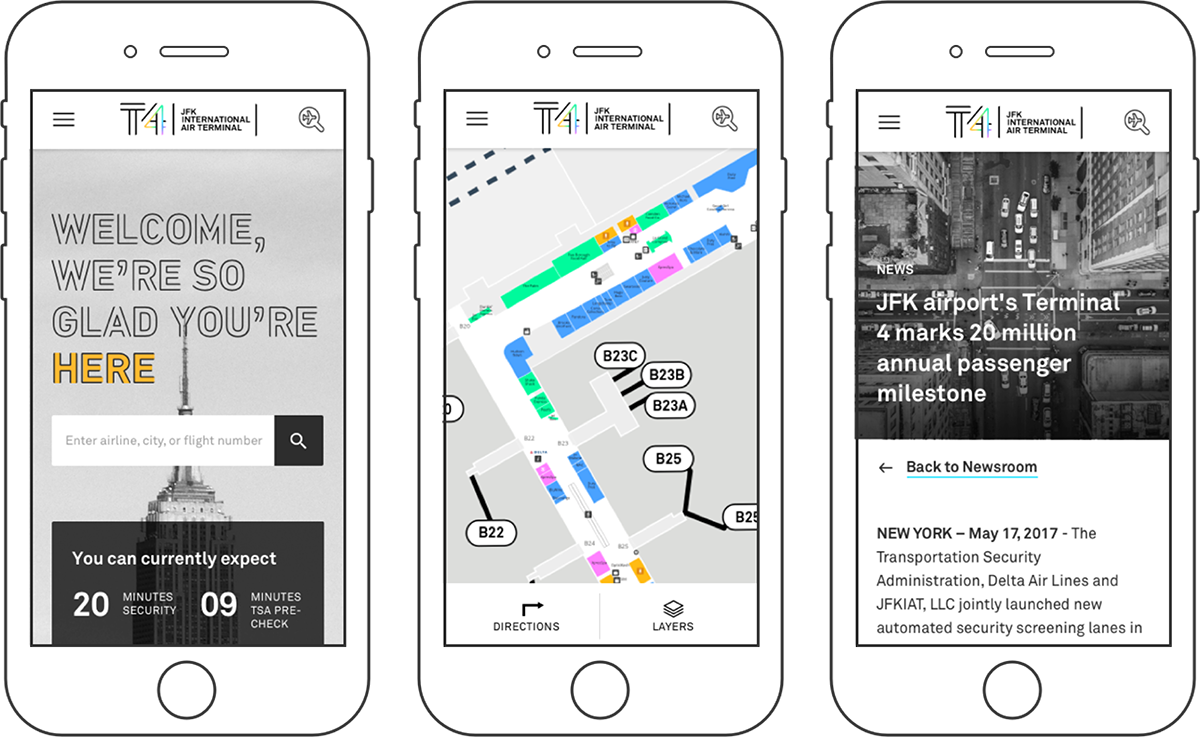 T4
JFK
INTERNATIONAL
AIR TERMINAL
WELCOME,
WE'RE SO
GLAD YOU'RE
HERE
Enter airline, city, or flight number
You can currently expect
20 MINUTES
SECURITY
09 MINUTES
TSA PRE-
CHECK
T4
JFK
INTERNATIONAL
AIR TERMINAL
B20
B23C
B23B
B23A
B22
B23
B25
B22
B25
B24
B25
DIRECTIONS
LAYERS
T4
JFK
INTERNATIONAL
AIR TERMINAL
NEWS
JFK airport's Terminal
4 marks 20 million
annual passenger
milestone
← Back to Newsroom
NEW YORK – May 17, 2017 - The
Transportation Security
Administration, Delta Air Lines and
JFKIAT, LLC jointly launched new
automated security screening lanes in